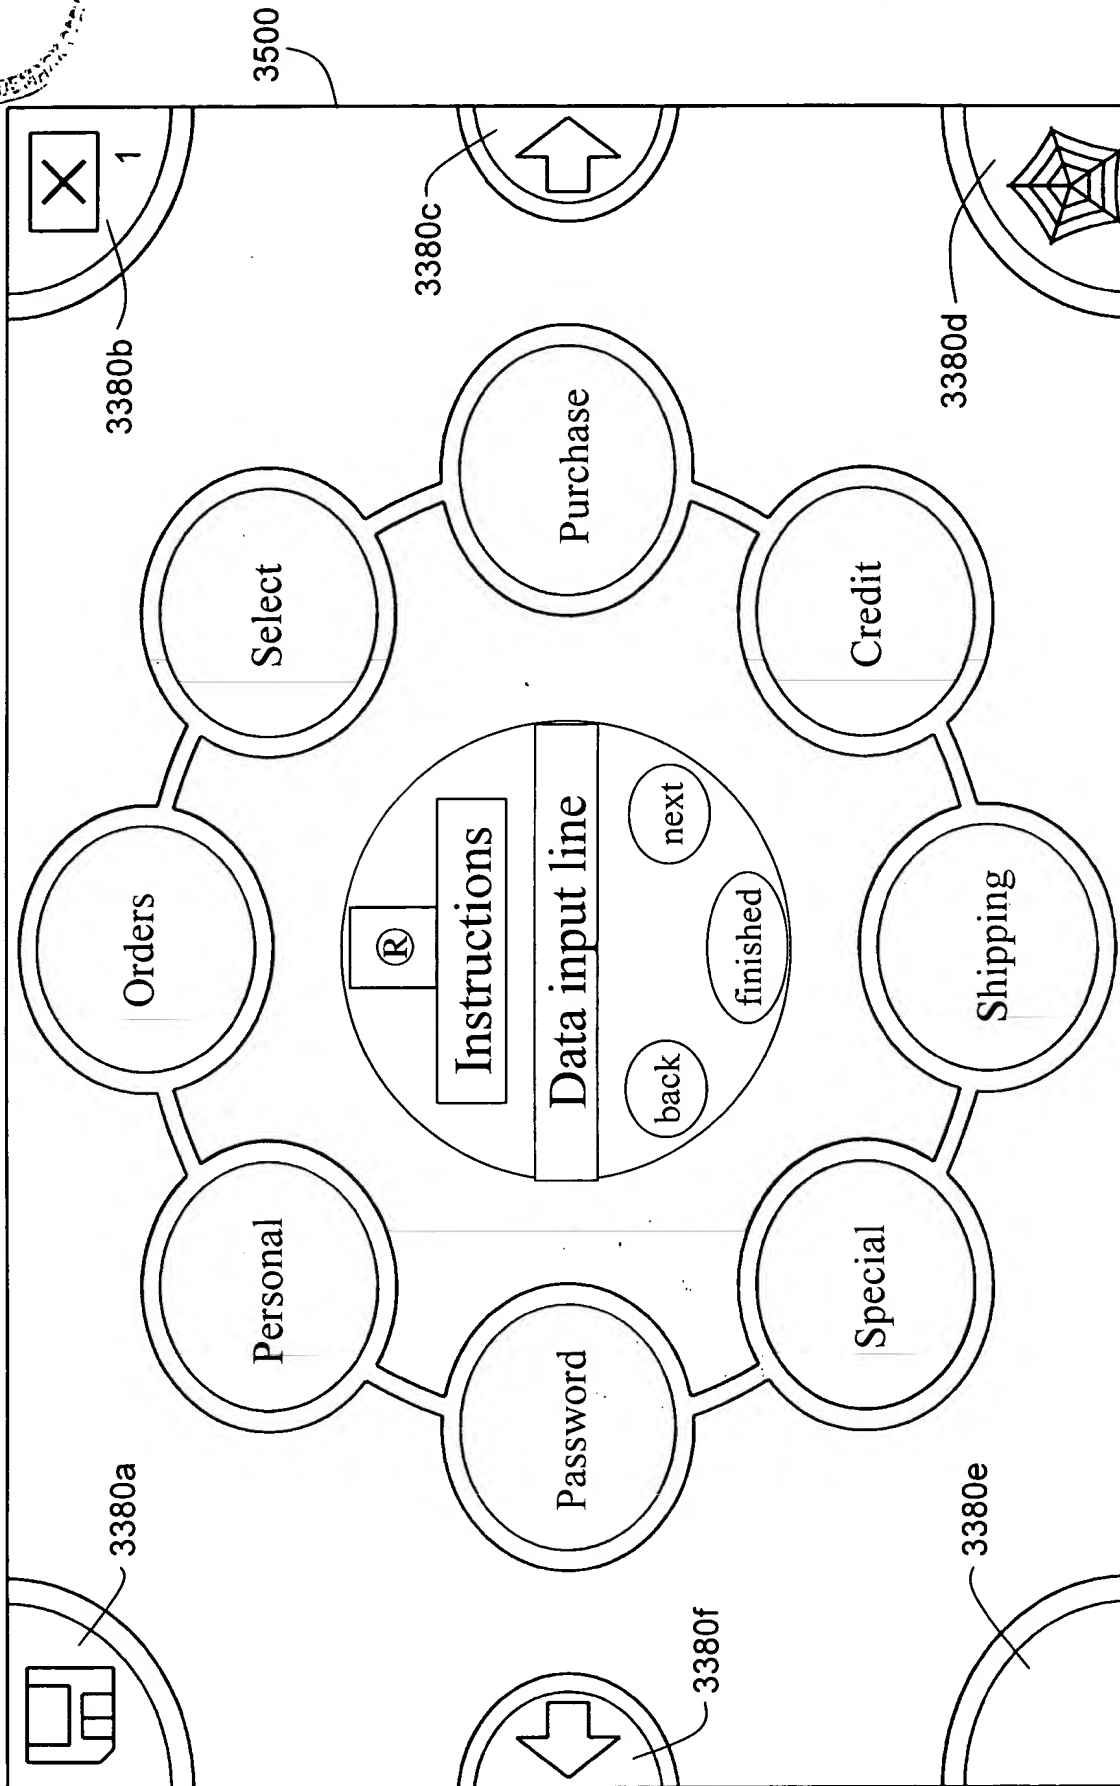 3380a
Orders
3380b
1
3500
Personal
Select
®
3380c
Instructions
Password
Data input line
Purchase
back
next
3380f
finished
Special
Credit
3380e
3380d
Shipping